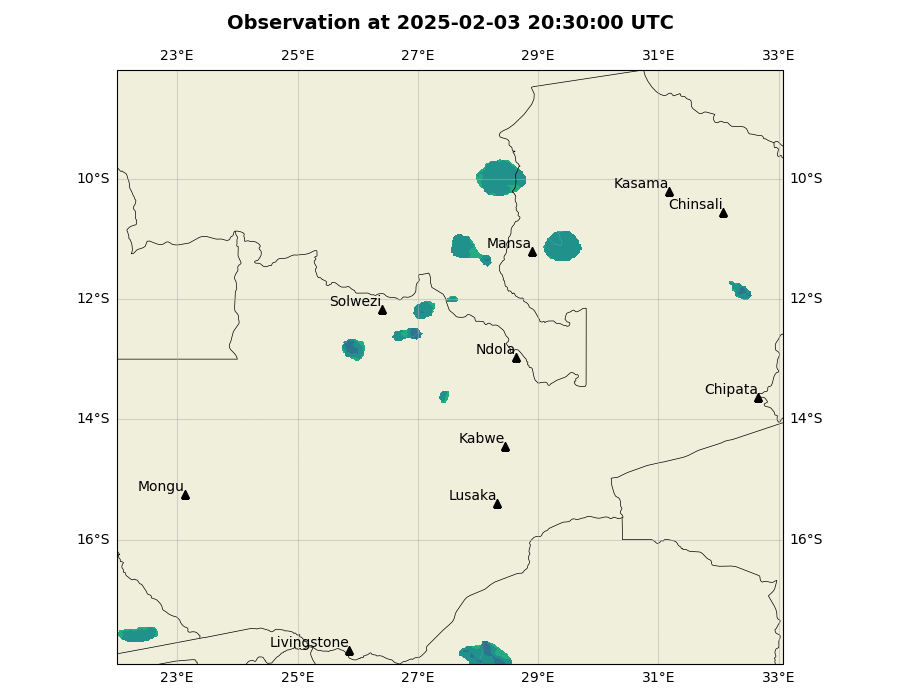 Observation at 2025-02-03 20:30:00 UTC
23°E 25°E 27°E 29°E 31°E 33°E
10°S 10°S
Kasama
Chinsali
Mansa
12°S 12°S
Solwezi
Ndola
Chipata
14°S 14°S
Kabwe
Mongu
Lusaka
16°S 16°S
Livingstone
23°E 25°E 27°E 29°E 31°E 33°E